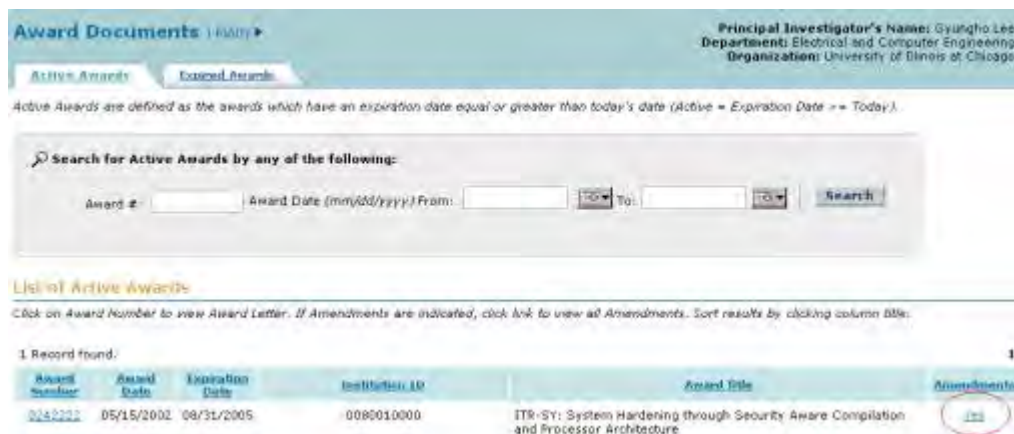 Award Documents
Principal Investigator's Name: Gyungho Lee
Department: Electrical and Computer Engineering
Organization: University of Illinois at Chicago
Active Awards Expired Awards
Active Awards are defined as the awards which have an expiration date equal or greater than today's date (Active = Expiration Date >= Today).
Search for Active Awards by any of the following:
Award # Award Date (mm/dd/yyyy) From: To: Search
List of Active Awards
Click on Award Number to view Award Letter. If Amendments are indicated, click link to view all Amendments. Sort results by clicking column title.
1 Record found. 1
Award Number Award Date Expiration Date Institution ID Award Title Amendments
05/15/2002 08/31/2005 0080010000 ITR-SY: System Hardening through Security Aware Compilation and Processor Architecture Yes